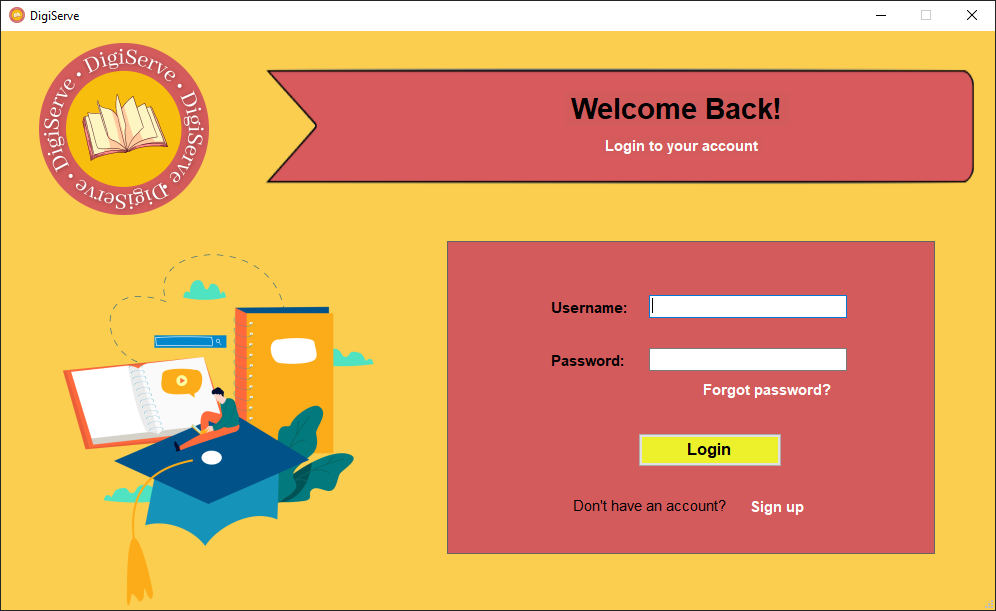 DigiServe
DigiServe • DigiServe • DigiServe • DigiServe •
Welcome Back!
Login to your account
Username:
Password:
Forgot password?
Login
Don't have an account? Sign up